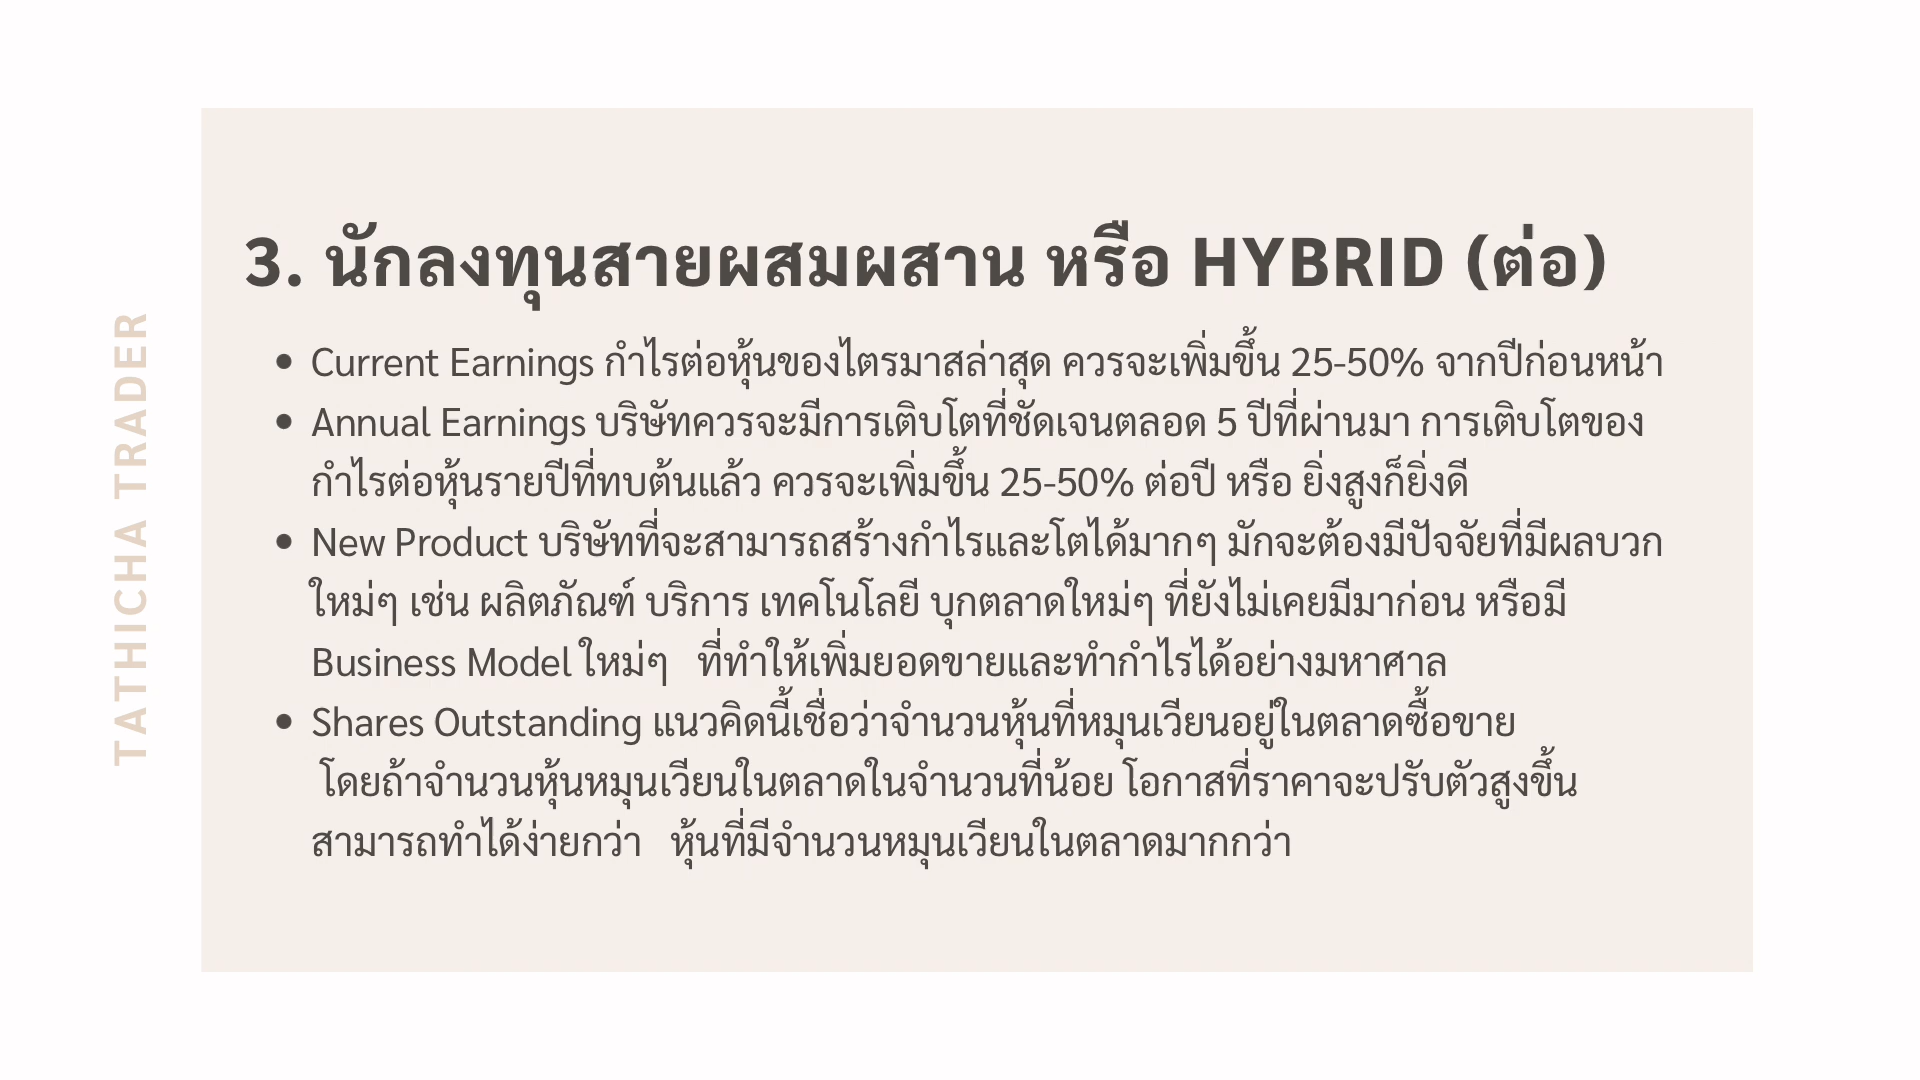 TATHICHA TRADER
3. นักลงทุนสายผสมผสาน หรือ HYBRID (ต่อ)
• Current Earnings กำไรต่อหุ้นของไตรมาสล่าสุด ควรจะเพิ่มขึ้น 25-50% จากปีก่อนหน้า
• Annual Earnings บริษัทควรจะมีการเติบโตที่ชัดเจนตลอด 5 ปีที่ผ่านมา การเติบโตของ
กำไรต่อหุ้นรายปีที่ทบต้นแล้ว ควรจะเพิ่มขึ้น 25-50% ต่อปี หรือ ยิ่งสูงก็ยิ่งดี
• New Product บริษัทที่จะสามารถสร้างกำไรและโตได้มากๆ มักจะต้องมีปัจจัยที่มีผลบวก
ใหม่ๆ เช่น ผลิตภัณฑ์ บริการ เทคโนโลยี บุกตลาดใหม่ๆ ที่ยังไม่เคยมีมาก่อน หรือมี
Business Model ใหม่ๆ   ที่ทำให้เพิ่มยอดขายและทำกำไรได้อย่างมหาศาล
• Shares Outstanding แนวคิดนี้เชื่อว่าจำนวนหุ้นที่หมุนเวียนอยู่ในตลาดซื้อขาย
โดยถ้าจำนวนหุ้นหมุนเวียนในตลาดในจำนวนที่น้อย โอกาสที่ราคาจะปรับตัวสูงขึ้น
สามารถทำได้ง่ายกว่า   หุ้นที่มีจำนวนหมุนเวียนในตลาดมากกว่า